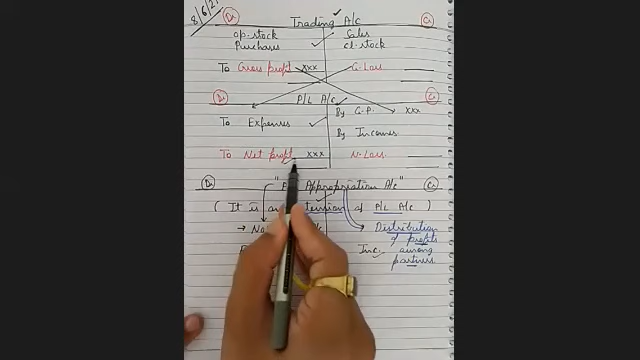 8/6/21
Dr Trading A/c Cr
op. stock Sales
Purchases cl. stock
To Gross profit xxx G. Loss
Dr P/L A/c Cr
By G.P. xxx
To Expenses
By Incomes
To Net profit xxx N. Loss
Dr Appropriation A/c" Cr
( It is an of P/L A/c )
Distribution
of profits
Inc. among
partners